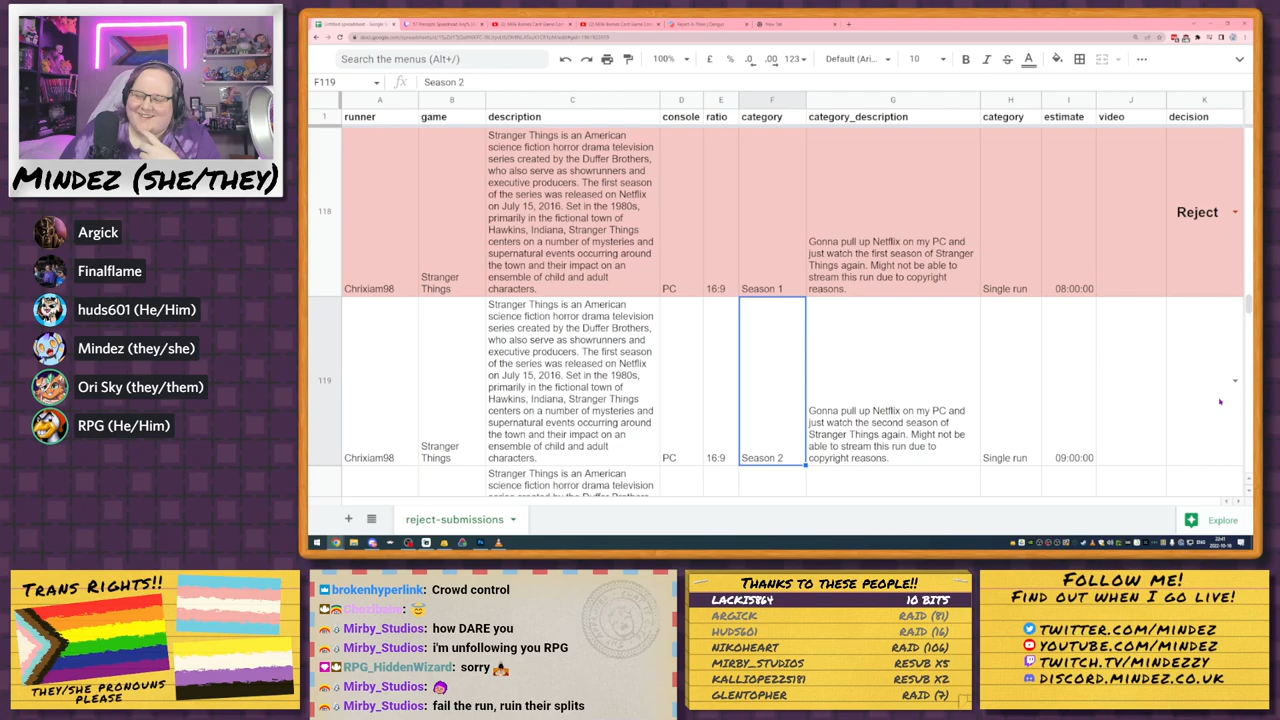 Mindez (she/they)
Argick
Finalflame
huds601 (He/Him)
Mindez (they/she)
Ori Sky (they/them)
RPG (He/Him)
Search the menus (Alt+/)
100%
£
%
.0
.00
123
Default (Ari...
10
B
I
S
A
F119
fx
Season 2
A
B
C
D
E
F
G
H
I
J
K
1
runner
game
description
console
ratio
category
category_description
category
estimate
video
decision
118
Chrixiam98
Stranger
Things
Stranger Things is an American
science fiction horror drama television
series created by the Duffer Brothers,
who also serve as showrunners and
executive producers. The first season
of the series was released on Netflix
on July 15, 2016. Set in the 1980s,
primarily in the fictional town of
Hawkins, Indiana, Stranger Things
centers on a number of mysteries and
supernatural events occurring around
the town and their impact on an
ensemble of child and adult
characters.
PC
16:9
Season 1
Gonna pull up Netflix on my PC and
just watch the first season of Stranger
Things again. Might not be able to
stream this run due to copyright
reasons.
Single run
08:00:00
Reject
119
Chrixiam98
Stranger
Things
Stranger Things is an American
science fiction horror drama television
series created by the Duffer Brothers,
who also serve as showrunners and
executive producers. The first season
of the series was released on Netflix
on July 15, 2016. Set in the 1980s,
primarily in the fictional town of
Hawkins, Indiana, Stranger Things
centers on a number of mysteries and
supernatural events occurring around
the town and their impact on an
ensemble of child and adult
characters.
PC
16:9
Season 2
Gonna pull up Netflix on my PC and
just watch the second season of
Stranger Things again. Might not be
able to stream this run due to
copyright reasons.
Single run
09:00:00
Stranger Things is an American
science fiction horror drama television
reject-submissions
Explore
Trans Rights!!
They/She pronouns
please
brokenhyperlink: Crowd control
Mirby_Studios: how DARE you
Mirby_Studios: i'm unfollowing you RPG
RPG_HiddenWizard: sorry
Mirby_Studios:
Mirby_Studios: fail the run, ruin their splits
Thanks to these people!!
Lackis864 10 bits
Argick Raid (81)
Huds601 Raid (16)
Nikoheart Raid (106)
Mirby_Studios Resub x5
Kalliope22s181 Resub x2
Glentopher Raid (7)
Follow me!
Find out when I go live!
twitter.com/Mindez
youtube.com/Mindez
twitch.tv/Mindezzy
discord.mindez.co.uk